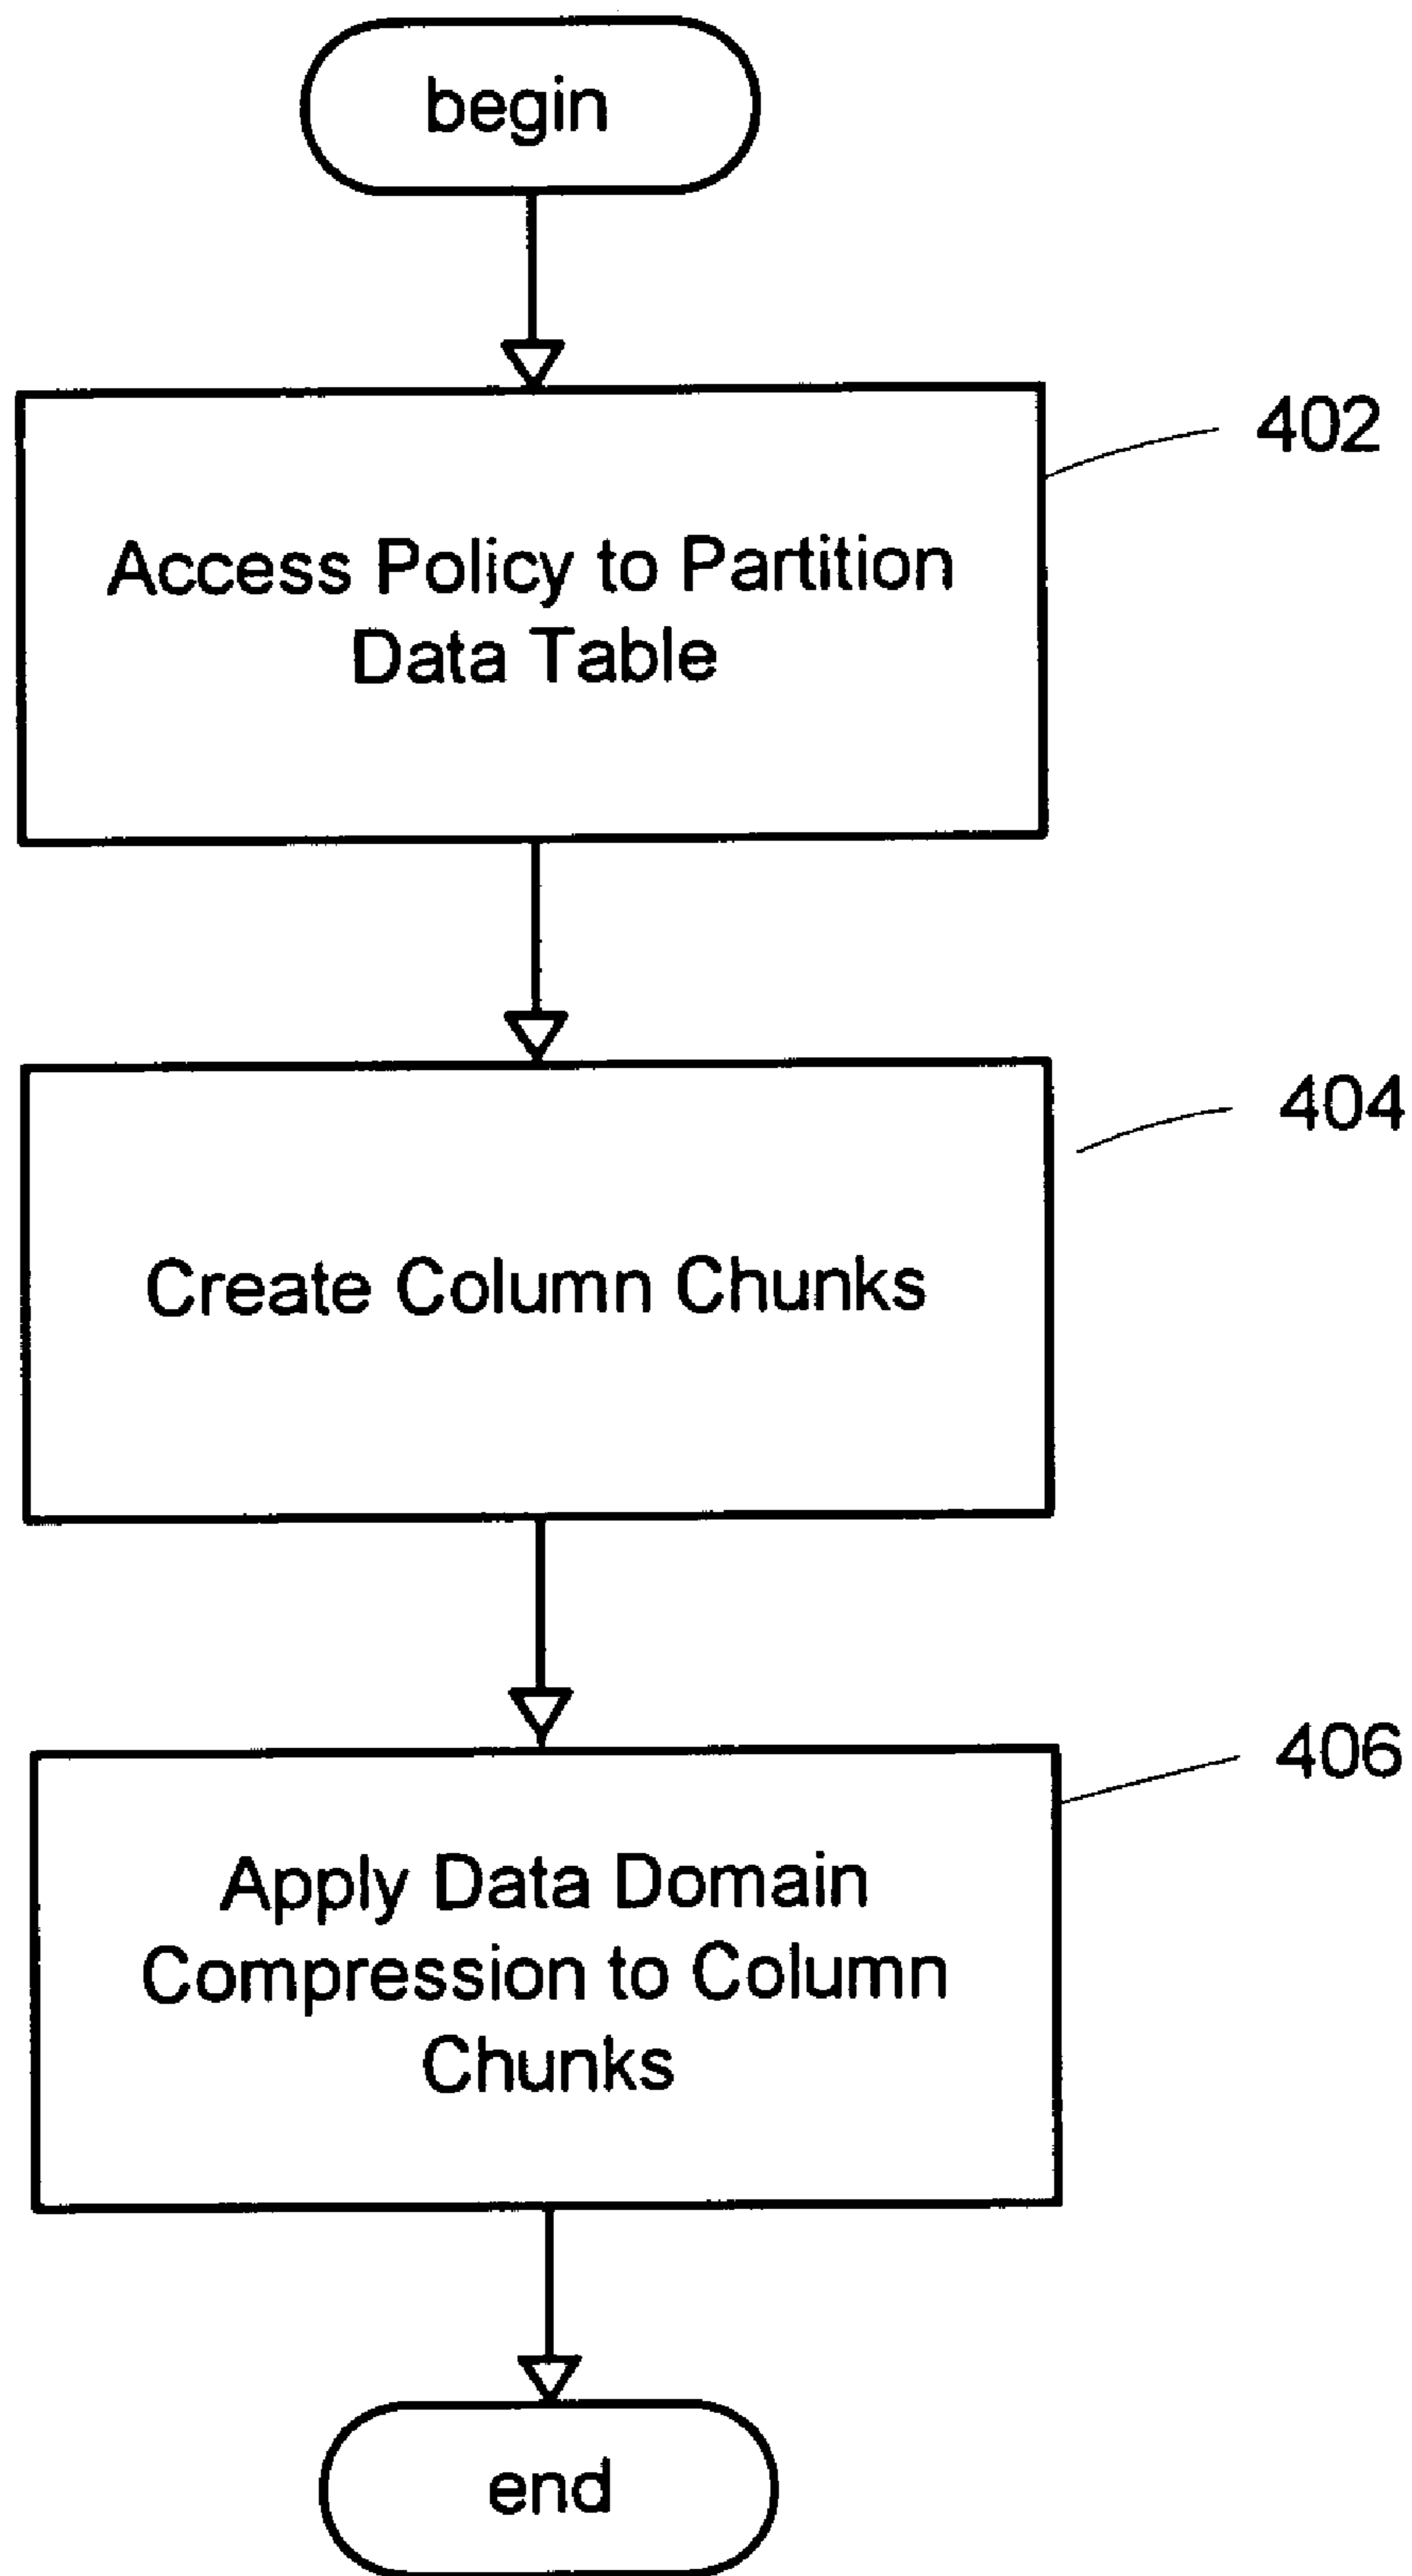 begin
402
Access Policy to Partition
Data Table
404
Create Column Chunks
406
Apply Data Domain
Compression to Column
Chunks
end